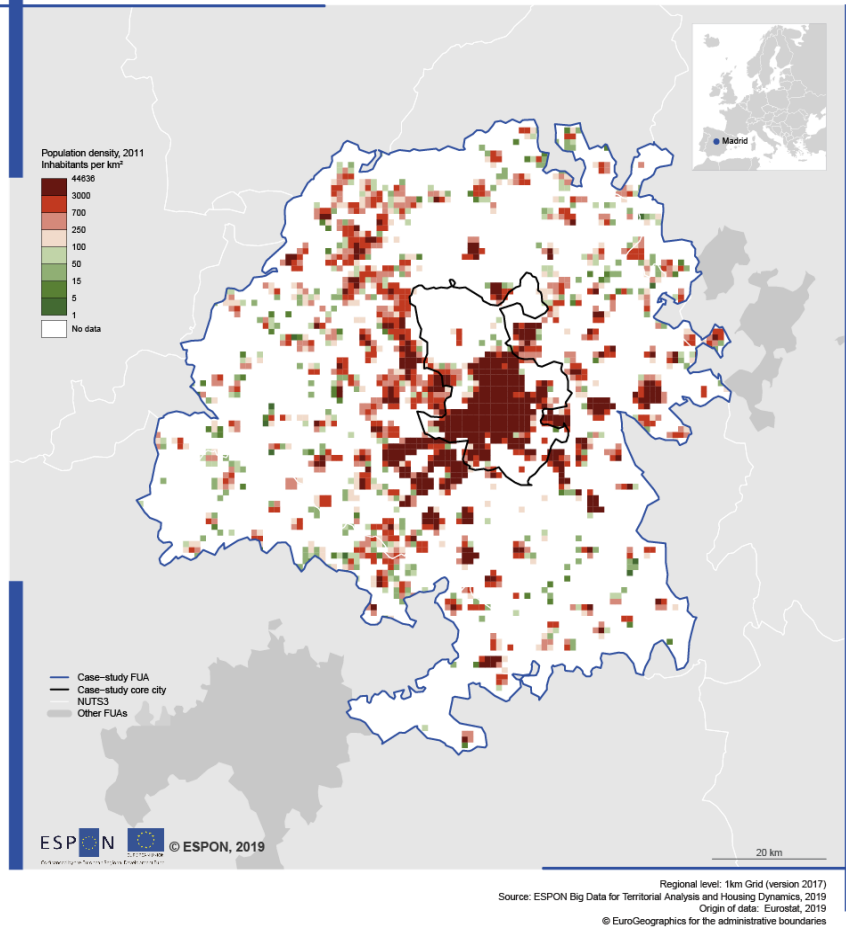 Madrid
Population density, 2011
Inhabitants per km²
44636
3000
700
250
100
50
15
5
1
No data
Case-study FUA
Case-study core city
NUTS3
Other FUAs
ESPON
© ESPON, 2019
20 km
Regional level: 1km Grid (version 2017)
Source: ESPON Big Data for Territorial Analysis and Housing Dynamics, 2019
Origin of data: Eurostat, 2019
© EuroGeographics for the administrative boundaries